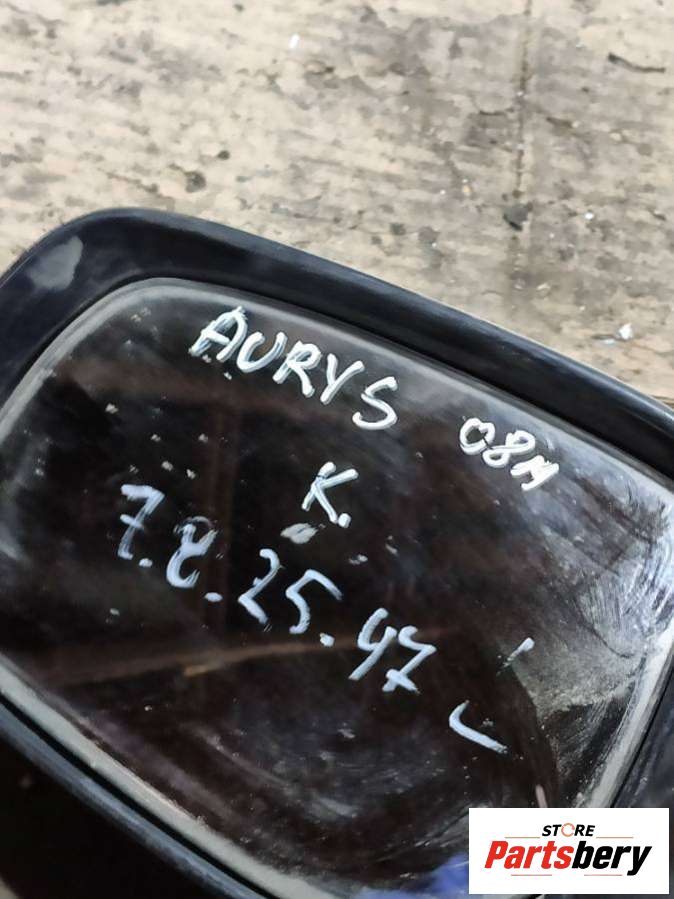 AURYS 08M
K.
7.8.25.47
STORE
Partsbery